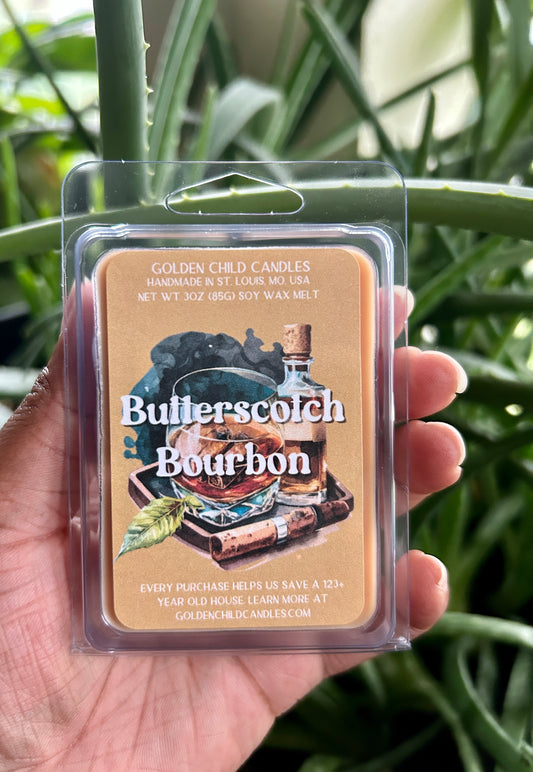 GOLDEN CHILD CANDLES
HANDMADE IN ST. LOUIS, MO, USA
NET WT 3OZ (85G) SOY WAX MELT
Butterscotch
Bourbon
EVERY PURCHASE HELPS US SAVE A 123+
YEAR OLD HOUSE. LEARN MORE AT
GOLDENCHILDCANDLES.COM